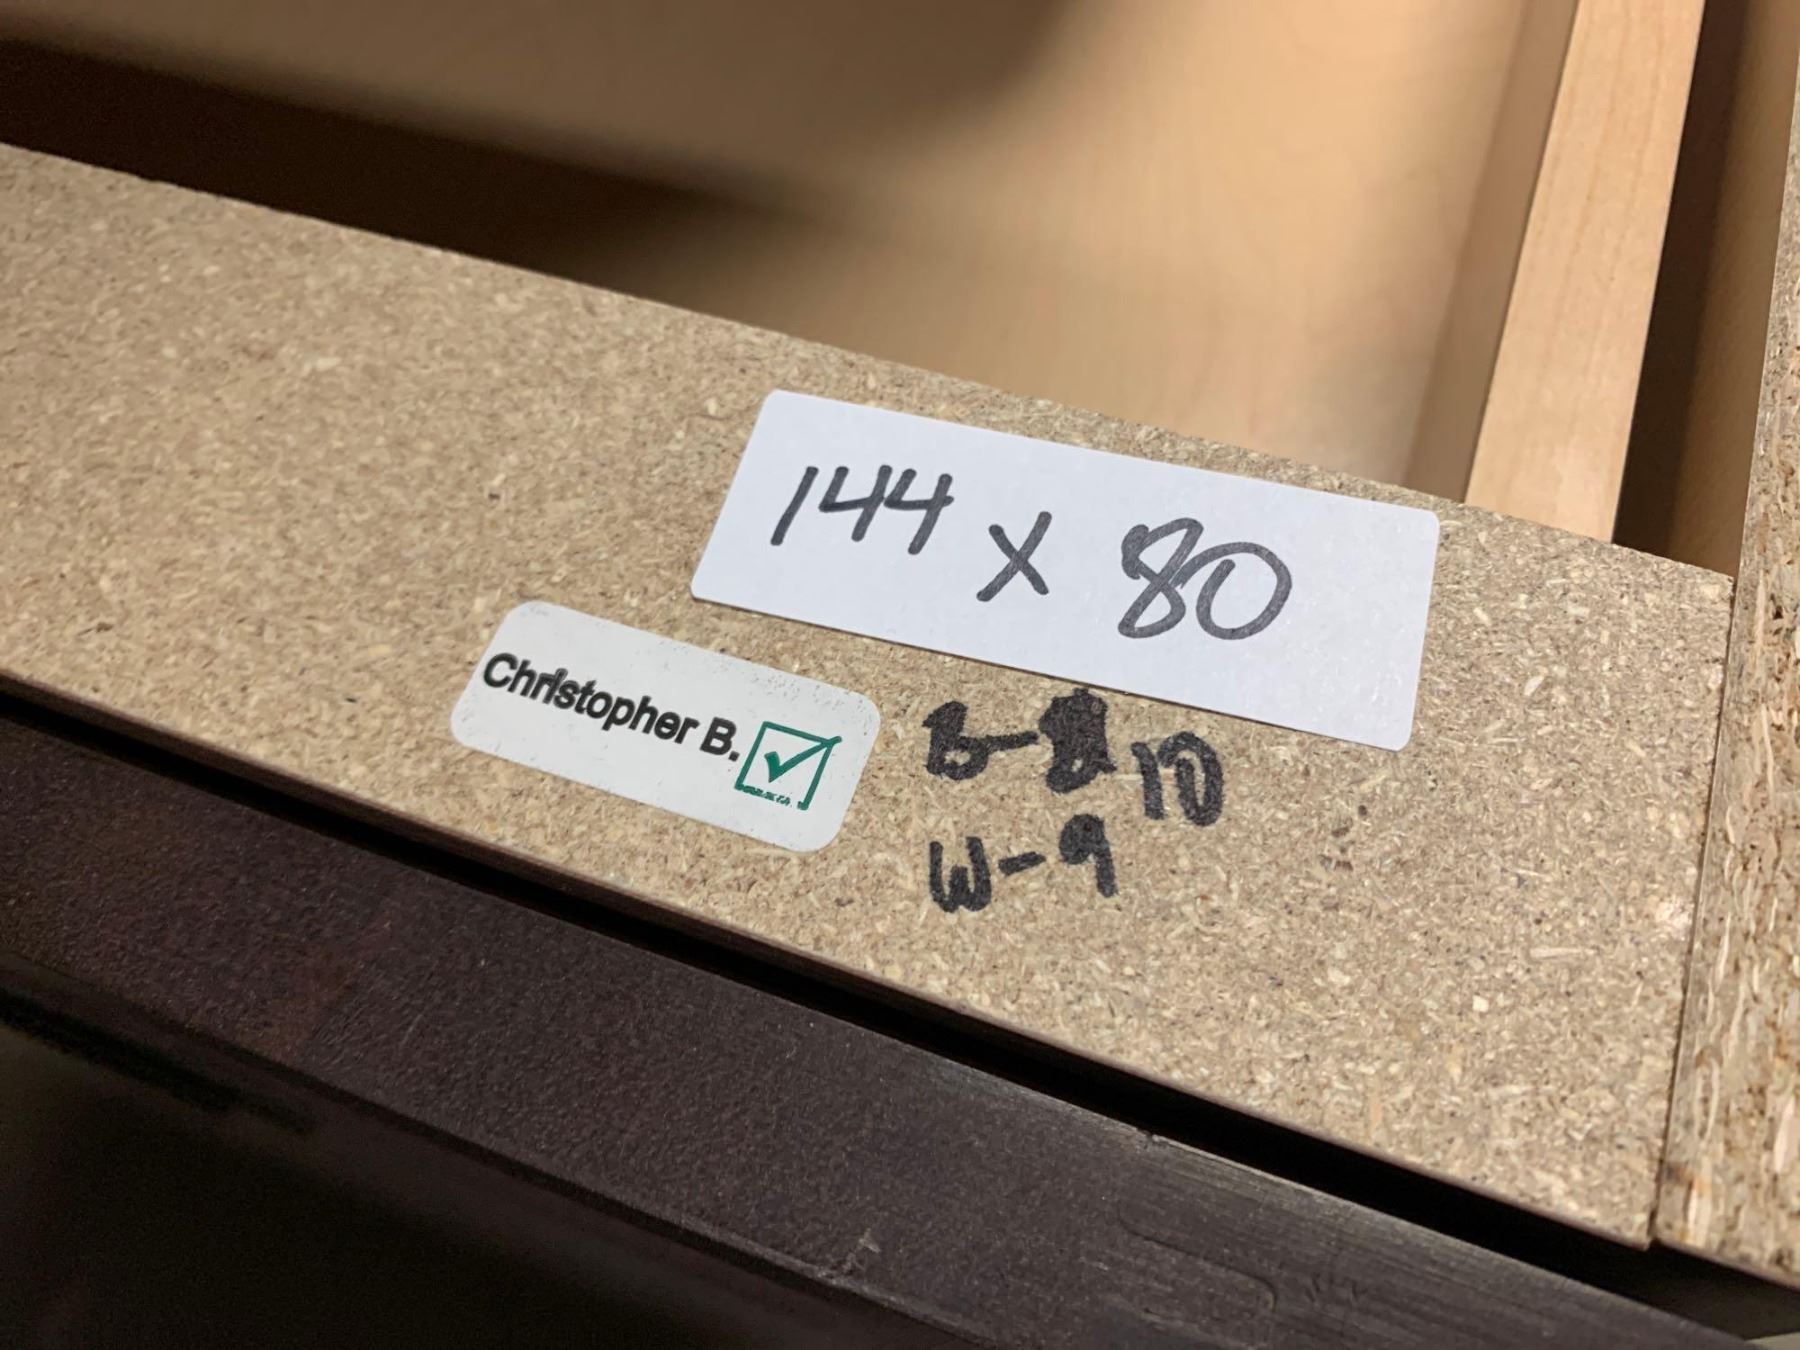 144 x 80
Christopher B.
B- 10
W-9